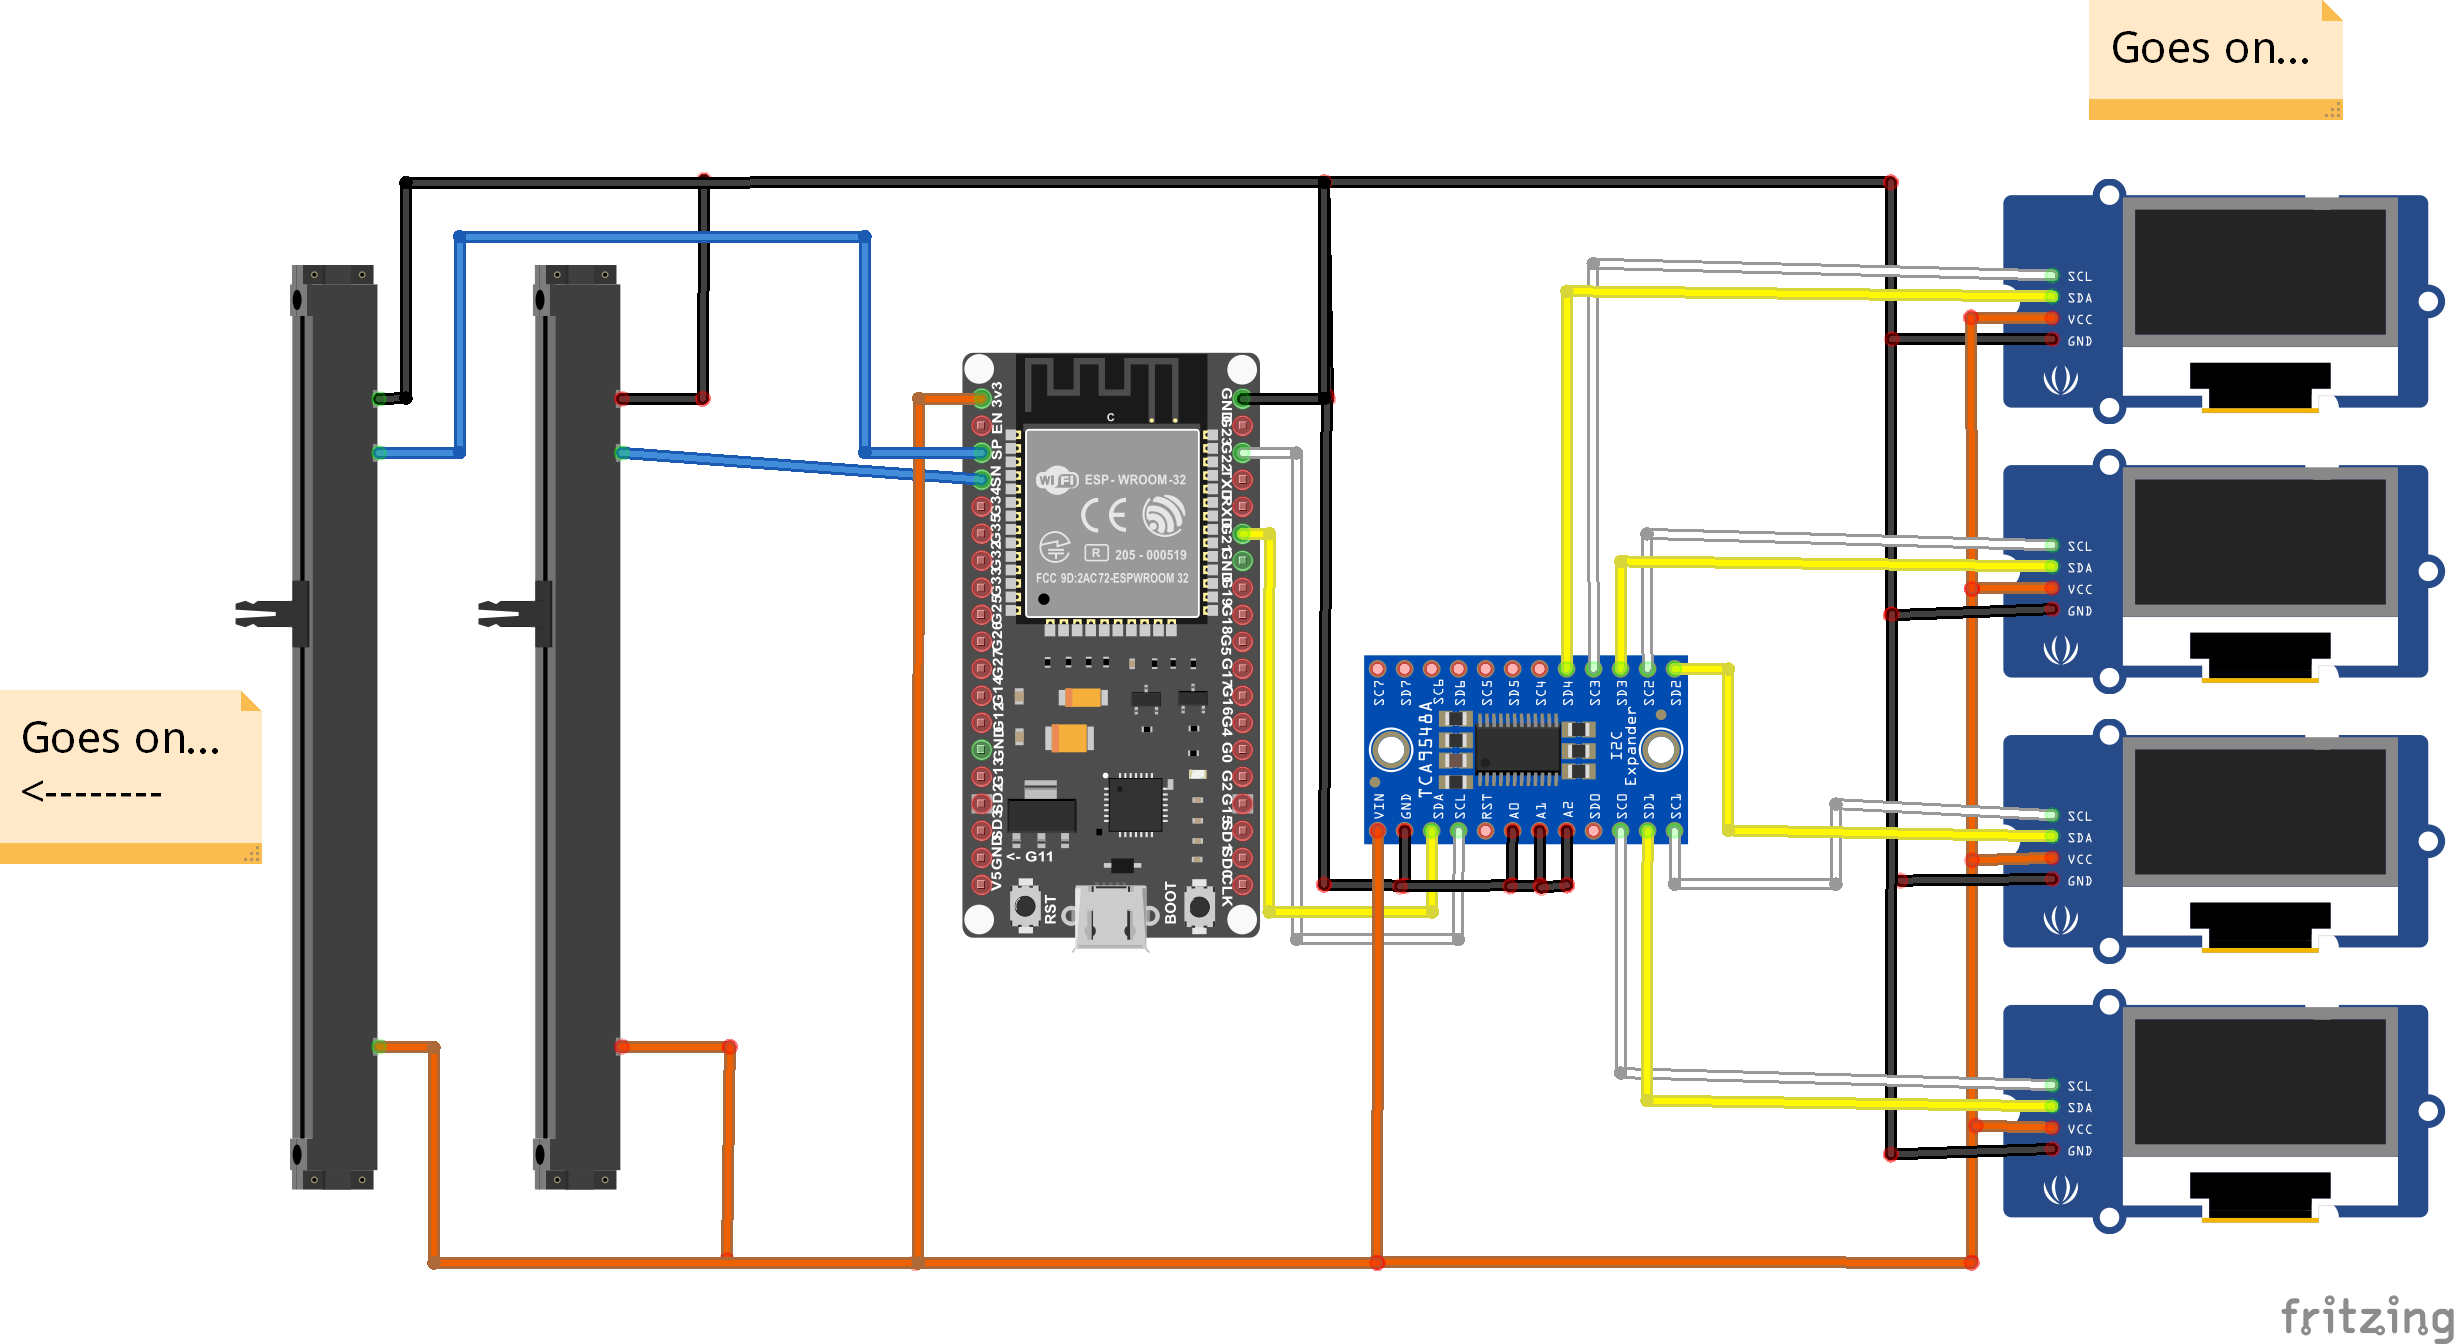 Goes on...
Goes on...
<--------
3v3
EN
SP
SN
G34
G35
G32
G33
G25
G26
G27
G14
G12
GND
G13
SD2
SD3
GND
V5
GND
G23
G22
TXD
RXD
G21
GND
G19
G18
G5
G17
G16
G4
G0
G2
G15
SD1
SD0
CLK
C
WiFi
ESP - WROOM -32
CE
R 205 - 000519
FCC 9D:2AC72-ESPWROOM 32
<- G11
RST
BOOT
SC7
SD7
SC6
SD6
SC5
SD5
SC4
SD4
SC3
SD3
SC2
SD2
TCA9548A
I2C
Expander
VIN
GND
SDA
SCL
RST
A0
A1
A2
SD0
SC0
SD1
SC1
SCL
SDA
VCC
GND
SCL
SDA
VCC
GND
SCL
SDA
VCC
GND
SCL
SDA
VCC
GND
fritzing